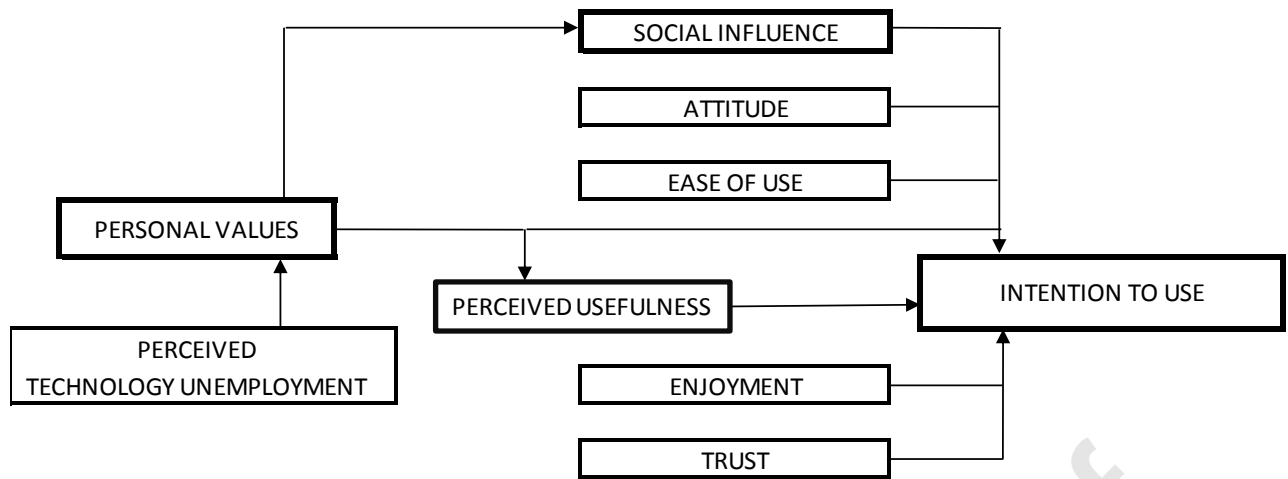 SOCIAL INFLUENCE
ATTITUDE
EASE OF USE
PERSONAL VALUES
PERCEIVED USEFULNESS
INTENTION TO USE
PERCEIVED
TECHNOLOGY UNEMPLOYMENT
ENJOYMENT
TRUST